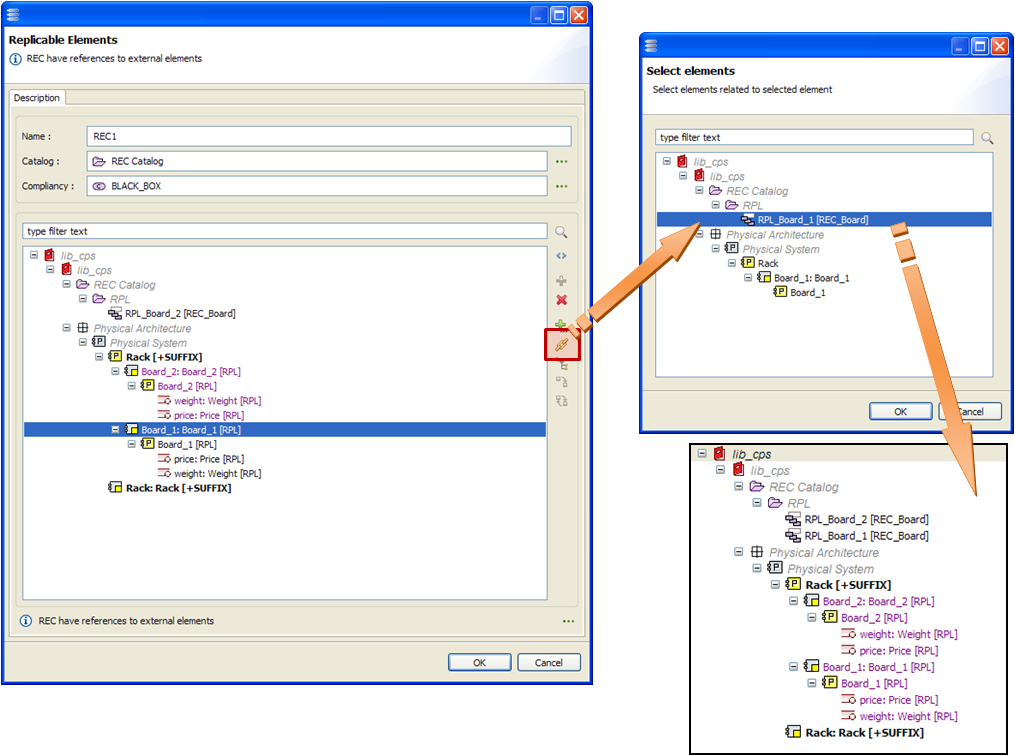 Replicable Elements
REC have references to external elements
Description
Name :
REC1
Catalog :
REC Catalog
Compliancy :
BLACK_BOX
type filter text
lib_cps
lib_cps
REC Catalog
RPL
RPL_Board_2 [REC_Board]
Physical Architecture
Physical System
Rack [+SUFFIX]
Board_2: Board_2 [RPL]
Board_2 [RPL]
weight: Weight [RPL]
price: Price [RPL]
Board_1: Board_1 [RPL]
Board_1 [RPL]
price: Price [RPL]
weight: Weight [RPL]
Rack: Rack [+SUFFIX]
REC have references to external elements
OK
Cancel
Select elements
Select elements related to selected element
type filter text
lib_cps
lib_cps
REC Catalog
RPL
RPL_Board_1 [REC_Board]
Physical Architecture
Physical System
Rack
Board_1: Board_1
Board_1
OK
Cancel
lib_cps
lib_cps
REC Catalog
RPL
RPL_Board_2 [REC_Board]
RPL_Board_1 [REC_Board]
Physical Architecture
Physical System
Rack [+SUFFIX]
Board_2: Board_2 [RPL]
Board_2 [RPL]
weight: Weight [RPL]
price: Price [RPL]
Board_1: Board_1 [RPL]
Board_1 [RPL]
price: Price [RPL]
weight: Weight [RPL]
Rack: Rack [+SUFFIX]